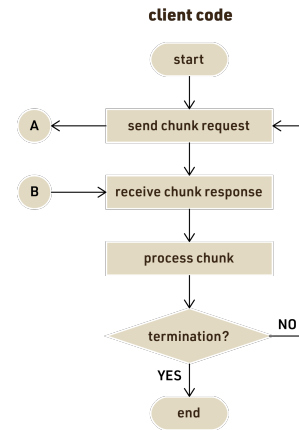 client code
start
A
send chunk request
B
receive chunk response
process chunk
termination?
NO
YES
end